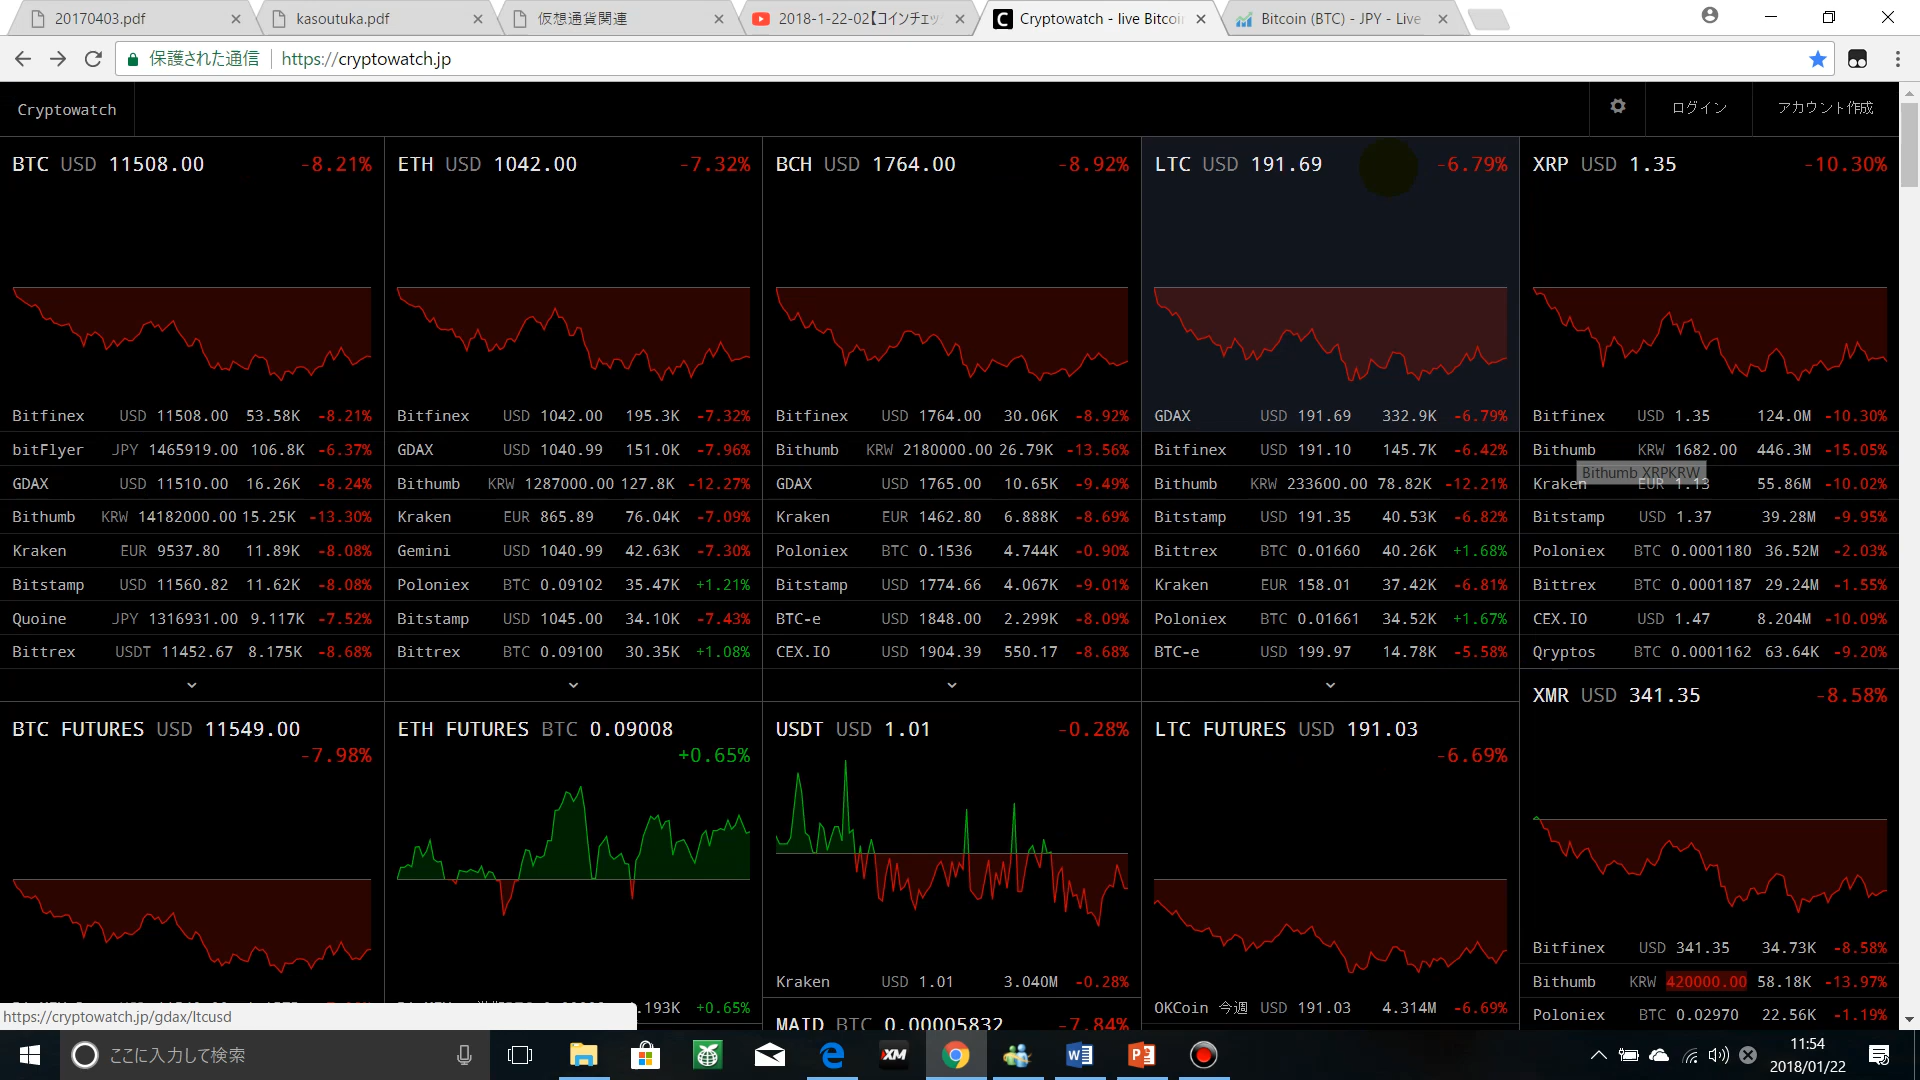 20170403.pdf
kasoutuka.pdf
仮想通貨関連
2018-1-22-02【コインチェッ
Cryptowatch - live Bitcoi
Bitcoin (BTC) - JPY - Live
保護された通信
https://cryptowatch.jp
Cryptowatch
ログイン
アカウント作成
BTC USD 11508.00 -8.21%
Bitfinex USD 11508.00 53.58K -8.21%
bitFlyer JPY 1465919.00 106.8K -6.37%
GDAX USD 11510.00 16.26K -8.24%
Bithumb KRW 14182000.00 15.25K -13.30%
Kraken EUR 9537.80 11.89K -8.08%
Bitstamp USD 11560.82 11.62K -8.08%
Quoine JPY 1316931.00 9.117K -7.52%
Bittrex USDT 11452.67 8.175K -8.68%
ETH USD 1042.00 -7.32%
Bitfinex USD 1042.00 195.3K -7.32%
GDAX USD 1040.99 151.0K -7.96%
Bithumb KRW 1287000.00 127.8K -12.27%
Kraken EUR 865.89 76.04K -7.09%
Gemini USD 1040.99 42.63K -7.30%
Poloniex BTC 0.09102 35.47K +1.21%
Bitstamp USD 1045.00 34.10K -7.43%
Bittrex BTC 0.09100 30.35K +1.08%
BCH USD 1764.00 -8.92%
Bitfinex USD 1764.00 30.06K -8.92%
Bithumb KRW 2180000.00 26.79K -13.56%
GDAX USD 1765.00 10.65K -9.49%
Kraken EUR 1462.80 6.888K -8.69%
Poloniex BTC 0.1536 4.744K -0.90%
Bitstamp USD 1774.66 4.067K -9.01%
BTC-e USD 1848.00 2.299K -8.09%
CEX.IO USD 1904.39 550.17 -8.68%
LTC USD 191.69 -6.79%
GDAX USD 191.69 332.9K -6.79%
Bitfinex USD 191.10 145.7K -6.42%
Bithumb KRW 233600.00 78.82K -12.21%
Bitstamp USD 191.35 40.53K -6.82%
Bittrex BTC 0.01660 40.26K +1.68%
Kraken EUR 158.01 37.42K -6.81%
Poloniex BTC 0.01661 34.52K +1.67%
BTC-e USD 199.97 14.78K -5.58%
XRP USD 1.35 -10.30%
Bitfinex USD 1.35 124.0M -10.30%
Bithumb KRW 1682.00 446.3M -15.05%
Bithumb XRPKRW
Kraken EUR 1.13 55.86M -10.02%
Bitstamp USD 1.37 39.28M -9.95%
Poloniex BTC 0.0001180 36.52M -2.03%
Bittrex BTC 0.0001187 29.24M -1.55%
CEX.IO USD 1.47 8.204M -10.09%
Qryptos BTC 0.0001162 63.64K -9.20%
BTC FUTURES USD 11549.00
-7.98%
ETH FUTURES BTC 0.09008
+0.65%
.193K +0.65%
USDT USD 1.01 -0.28%
Kraken USD 1.01 3.040M -0.28%
MAID BTC 0.00005832 -7.84%
LTC FUTURES USD 191.03
-6.69%
OKCoin 今週 USD 191.03 4.314M -6.69%
XMR USD 341.35 -8.58%
Bitfinex USD 341.35 34.73K -8.58%
Bithumb KRW 420000.00 58.18K -13.97%
Poloniex BTC 0.02970 22.56K -1.19%
https://cryptowatch.jp/gdax/ltcusd
ここに入力して検索
XM
11:54
2018/01/22